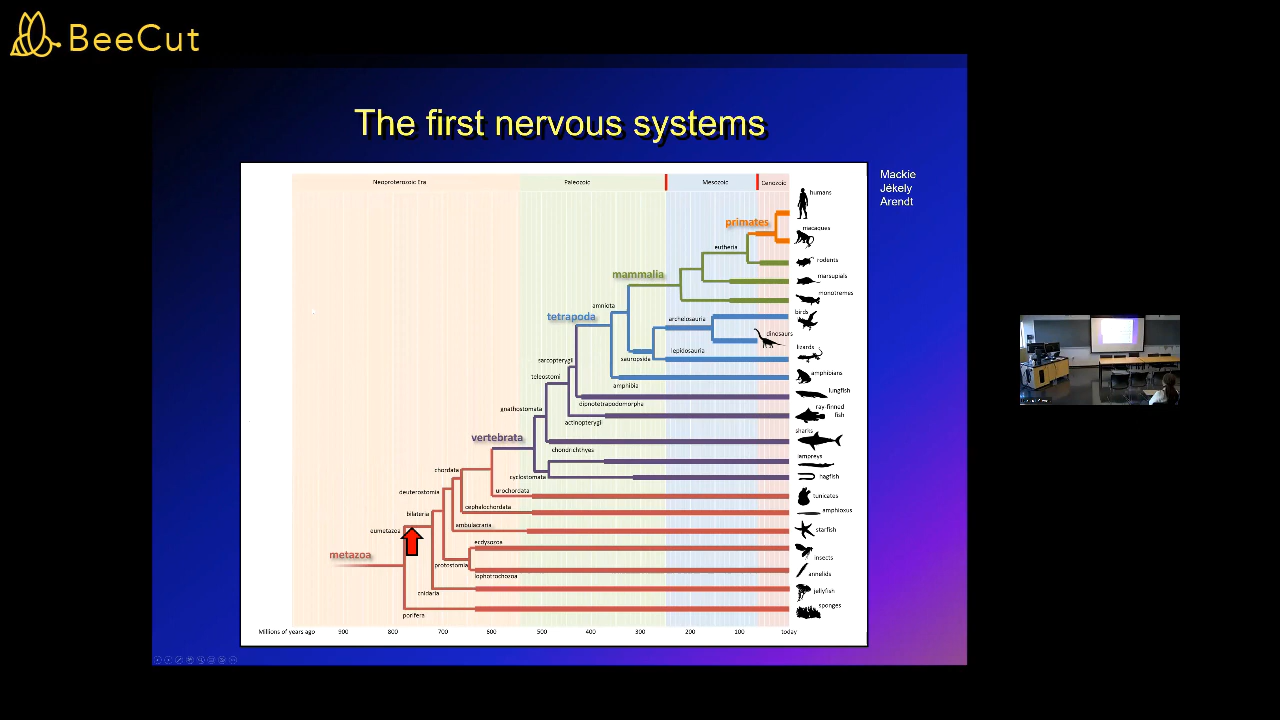 BeeCut
The first nervous systems
Mackie
Jékely
Arendt
Neoproterozoic Era
Paleozoic
Mesozoic
Cenozoic
humans
primates
macaques
eutheria
rodents
mammalia
marsupials
monotremes
amniota
birds
tetrapoda
archelosauria
dinosaurs
lizards
lepidosauria
sauropsida
sarcopterygii
teleostomi
amphibians
amphibia
lungfish
dipnotetrapodomorpha
gnathostomata
ray-finned
fish
actinopterygii
sharks
vertebrata
chondrichthyes
lampreys
chordata
cyclostomata
hagfish
deuterostomia
urochordata
tunicates
cephalochordata
amphioxus
bilateria
ambulacraria
starfish
eumetazoa
ecdysozoa
metazoa
insects
protostomia
lophotrochozoa
annelids
cnidaria
jellyfish
sponges
porifera
Millions of years ago 900 800 700 600 500 400 300 200 100 today